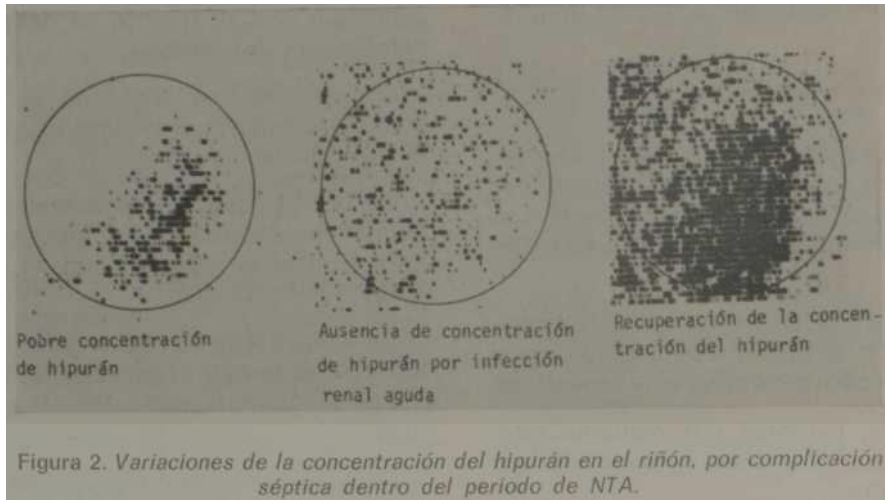 Pobre concentración
de hipurán
Ausencia de concentración
de hipurán por infección
renal aguda
Recuperación de la concen-
tración del hipurán
Figura 2. Variaciones de la concentración del hipurán en el riñón, por complicación
séptica dentro del período de NTA.